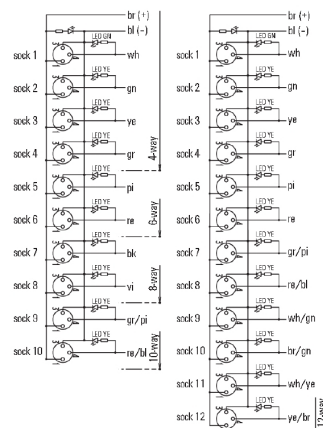 br (+)
bl (−)
LED GN
sock 1 wh
LED YE
sock 2 gn
LED YE
sock 3 ye
LED YE
sock 4 gr
4-way
LED YE
sock 5 pi
LED YE
sock 6 re
6-way
LED YE
sock 7 bk
LED YE
sock 8 vi
8-way
LED YE
sock 9 gr/pi
LED YE
sock 10 re/bl
10-way
br (+)
bl (−)
LED GN
sock 1 wh
LED YE
sock 2 gn
LED YE
sock 3 ye
LED YE
sock 4 gr
LED YE
sock 5 pi
LED YE
sock 6 re
LED YE
sock 7 gr/pi
LED YE
sock 8 re/bl
LED YE
sock 9 wh/gn
LED YE
sock 10 br/gn
LED YE
sock 11 wh/ye
LED YE
sock 12 ye/br
12-way